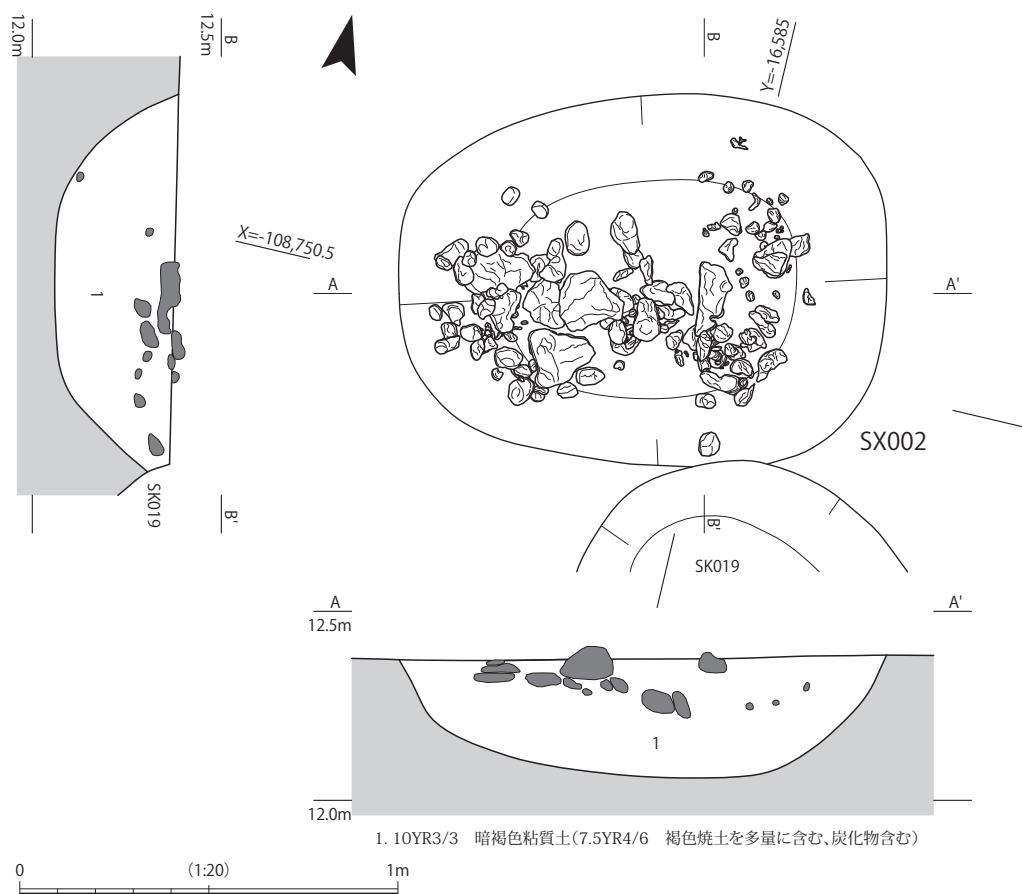 12.0m
12.5m
B
B
Y=-16,585
X=-108,750.5
A
A'
1
SX002
SK019
B'
B'
SK019
A
A'
12.5m
1
12.0m
1. 10YR3/3　暗褐色粘質土（7.5YR4/6　褐色焼土を多量に含む、炭化物含む）
0
（1:20）
1m